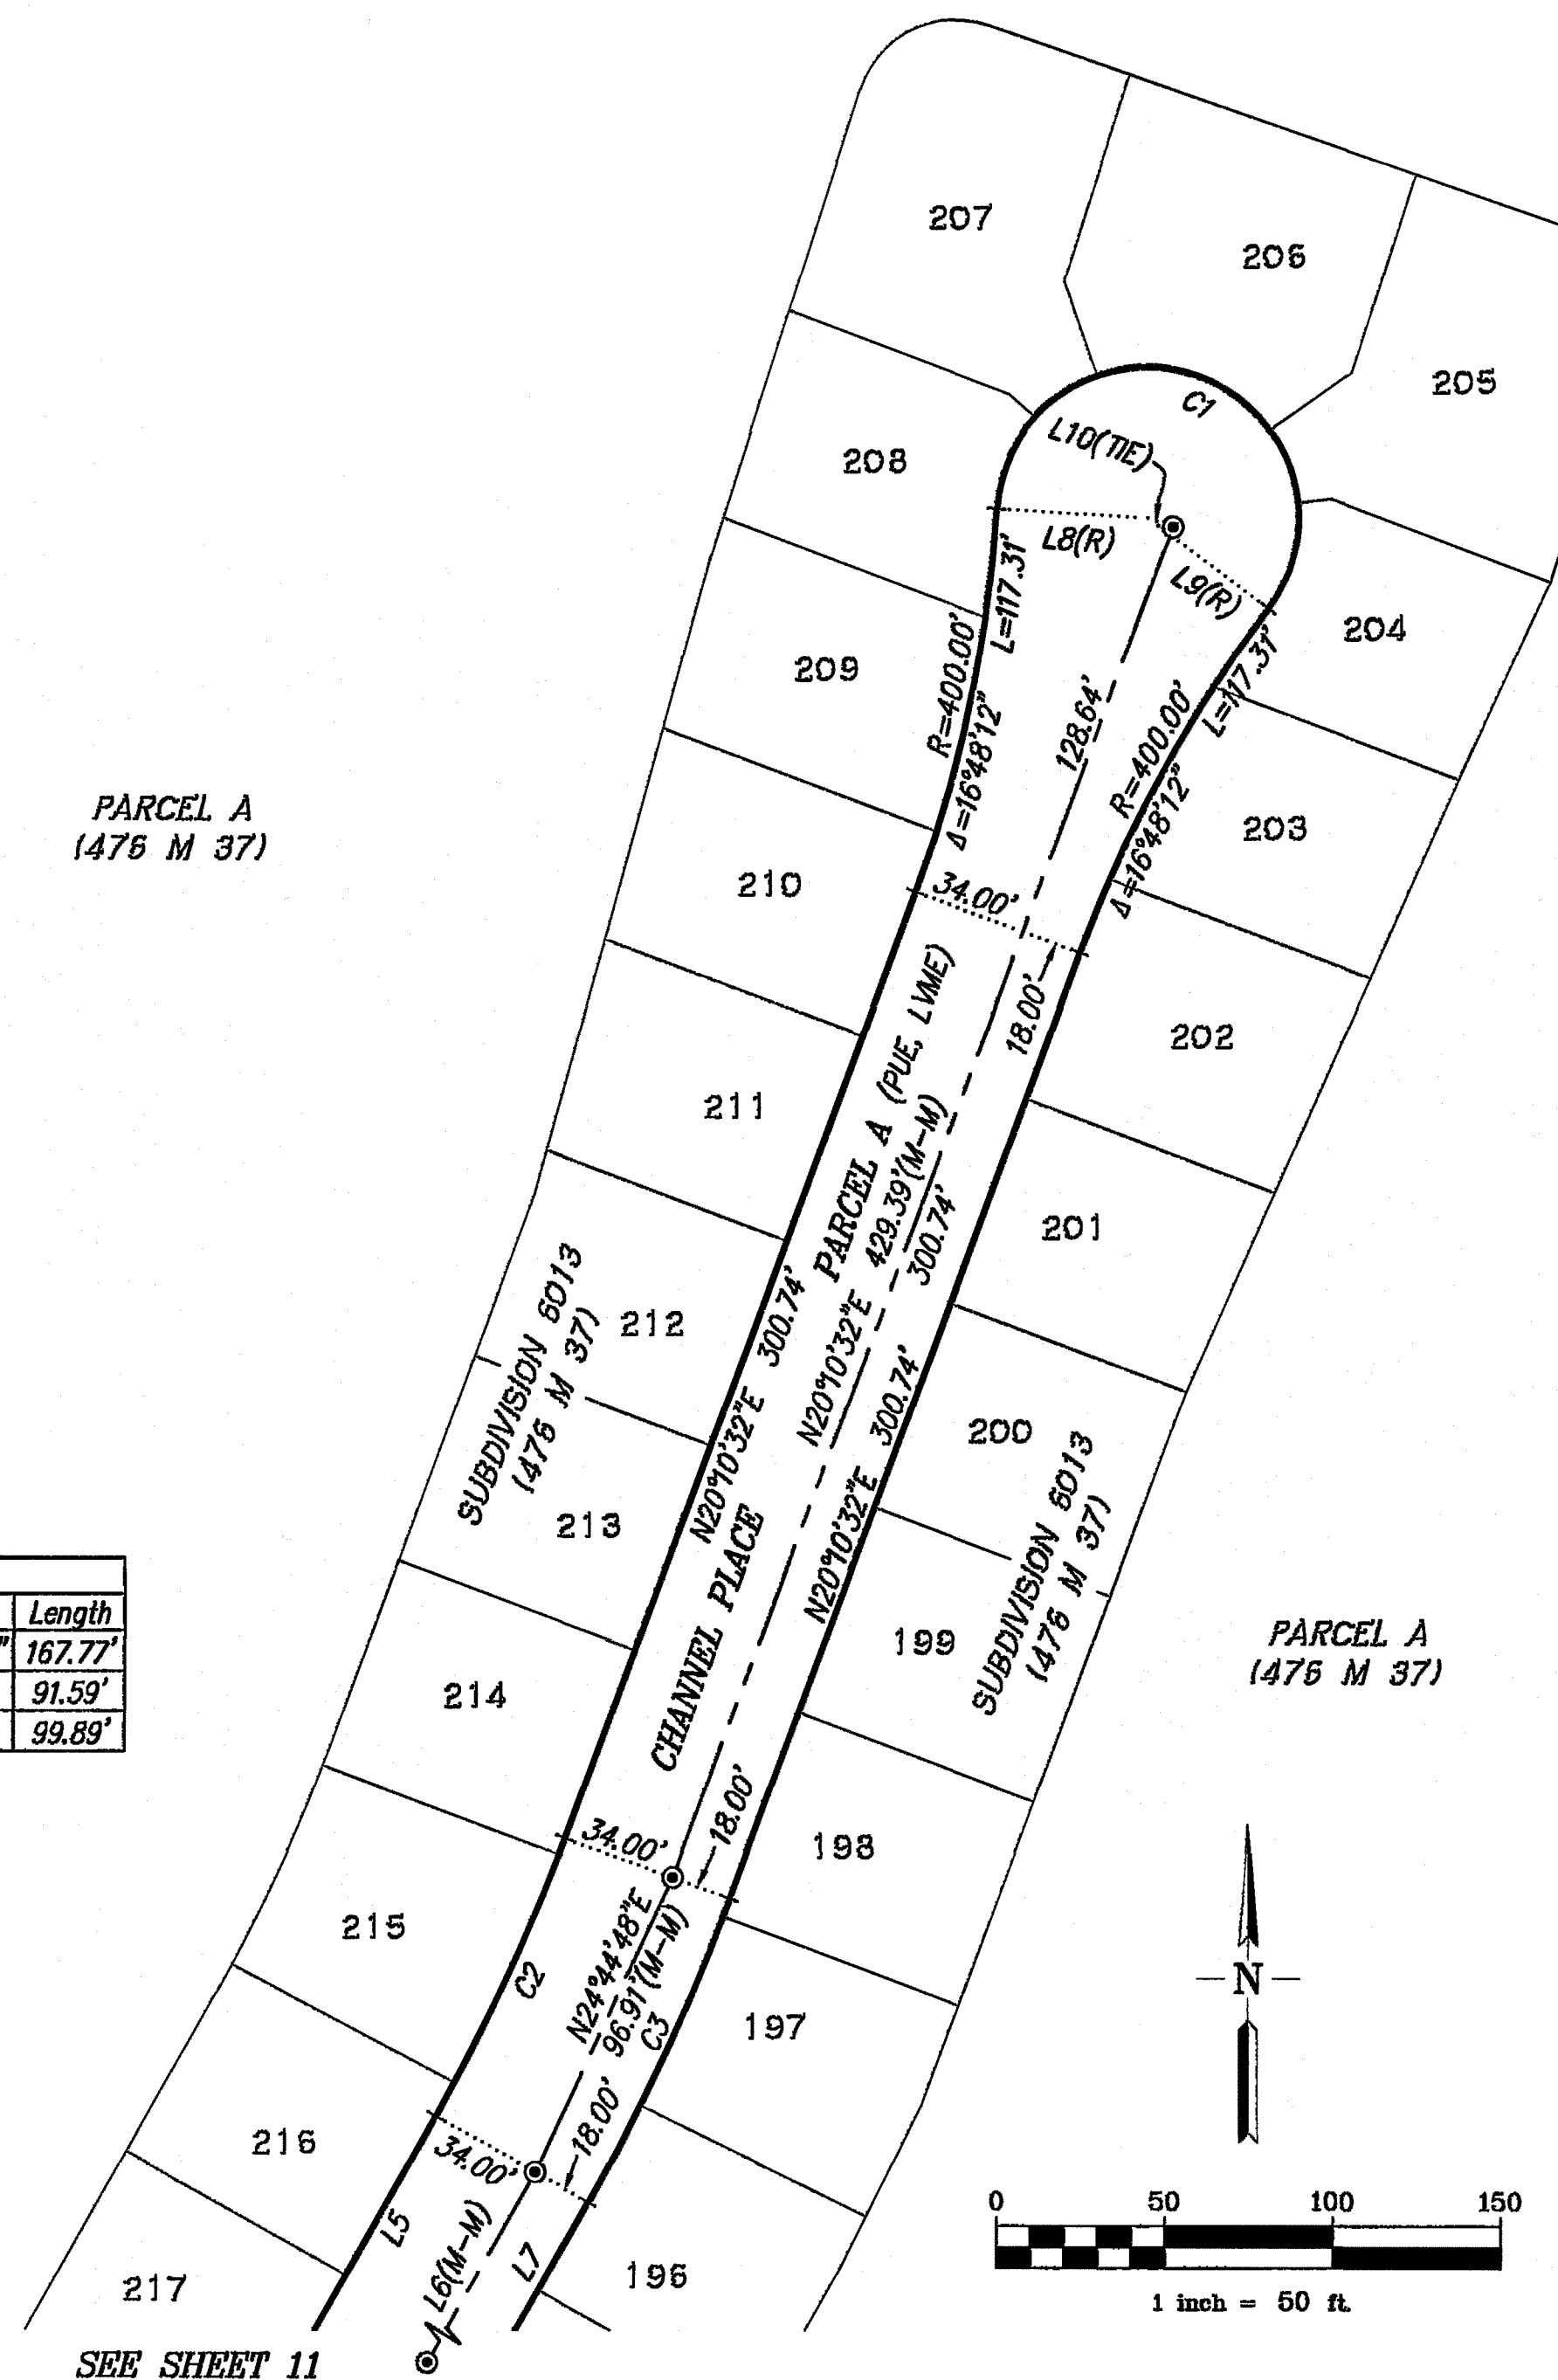 207
206
205
C1
L10(TIE)
208
L8(R)
L9(R)
204
L=117.31'
R=400.00'
Δ=16°48'12"
209
128.64'
R=400.00'
L=117.31'
Δ=16°48'12"
203
PARCEL A
(476 M 37)
210
34.00'
18.00'
202
211
PARCEL A (PUE, LVME)
429.39'(M-M)
N20°10'32"E
300.74'
201
SUBDIVISION 6013
(476 M 37)
212
N20°10'32"E 300.74'
N20°10'32"E 300.74'
200
SUBDIVISION 6013
(476 M 37)
213
CHANNEL PLACE
199
PARCEL A
(476 M 37)
Length
" 167.77'
91.59'
99.89'
214
34.00'
18.00'
198
215
C2
N24°44'48"E
96.91'(M-M)
C3
197
N
216
34.00'
18.00'
L5
L6(M-M)
L7
196
217
0 50 100 150
1 inch = 50 ft.
SEE SHEET 11